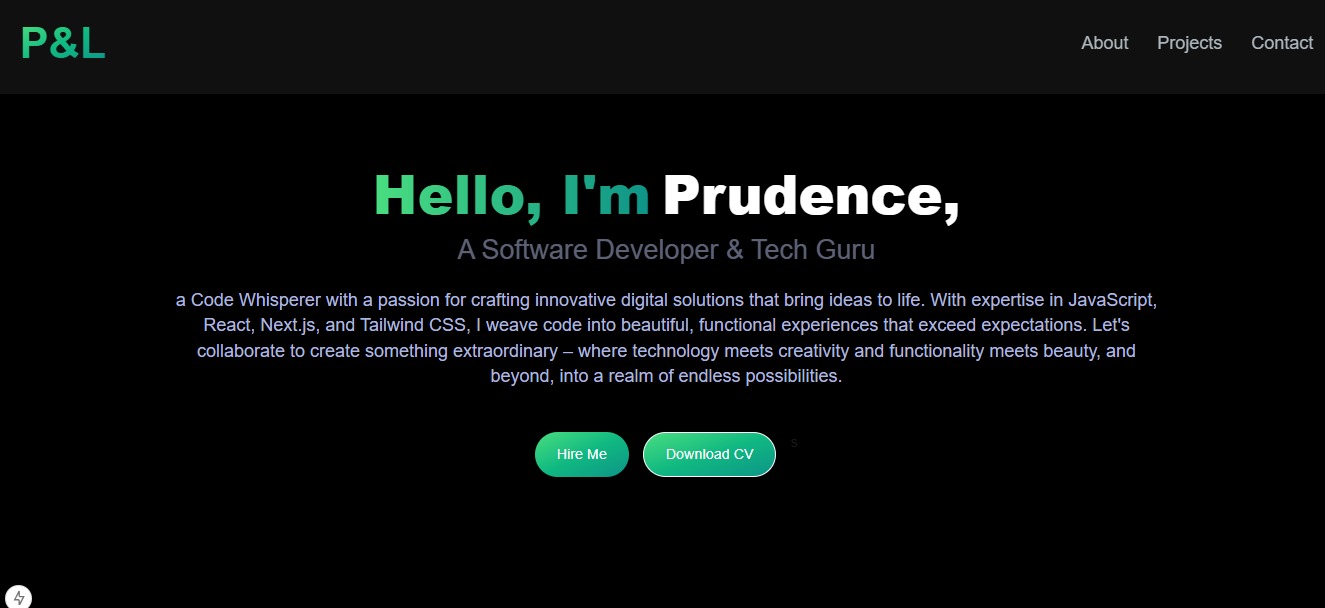 P&L
About Projects Contact
Hello, I'm Prudence,
A Software Developer & Tech Guru
a Code Whisperer with a passion for crafting innovative digital solutions that bring ideas to life. With expertise in JavaScript,
React, Next.js, and Tailwind CSS, I weave code into beautiful, functional experiences that exceed expectations. Let's
collaborate to create something extraordinary – where technology meets creativity and functionality meets beauty, and
beyond, into a realm of endless possibilities.
Hire Me Download CV s